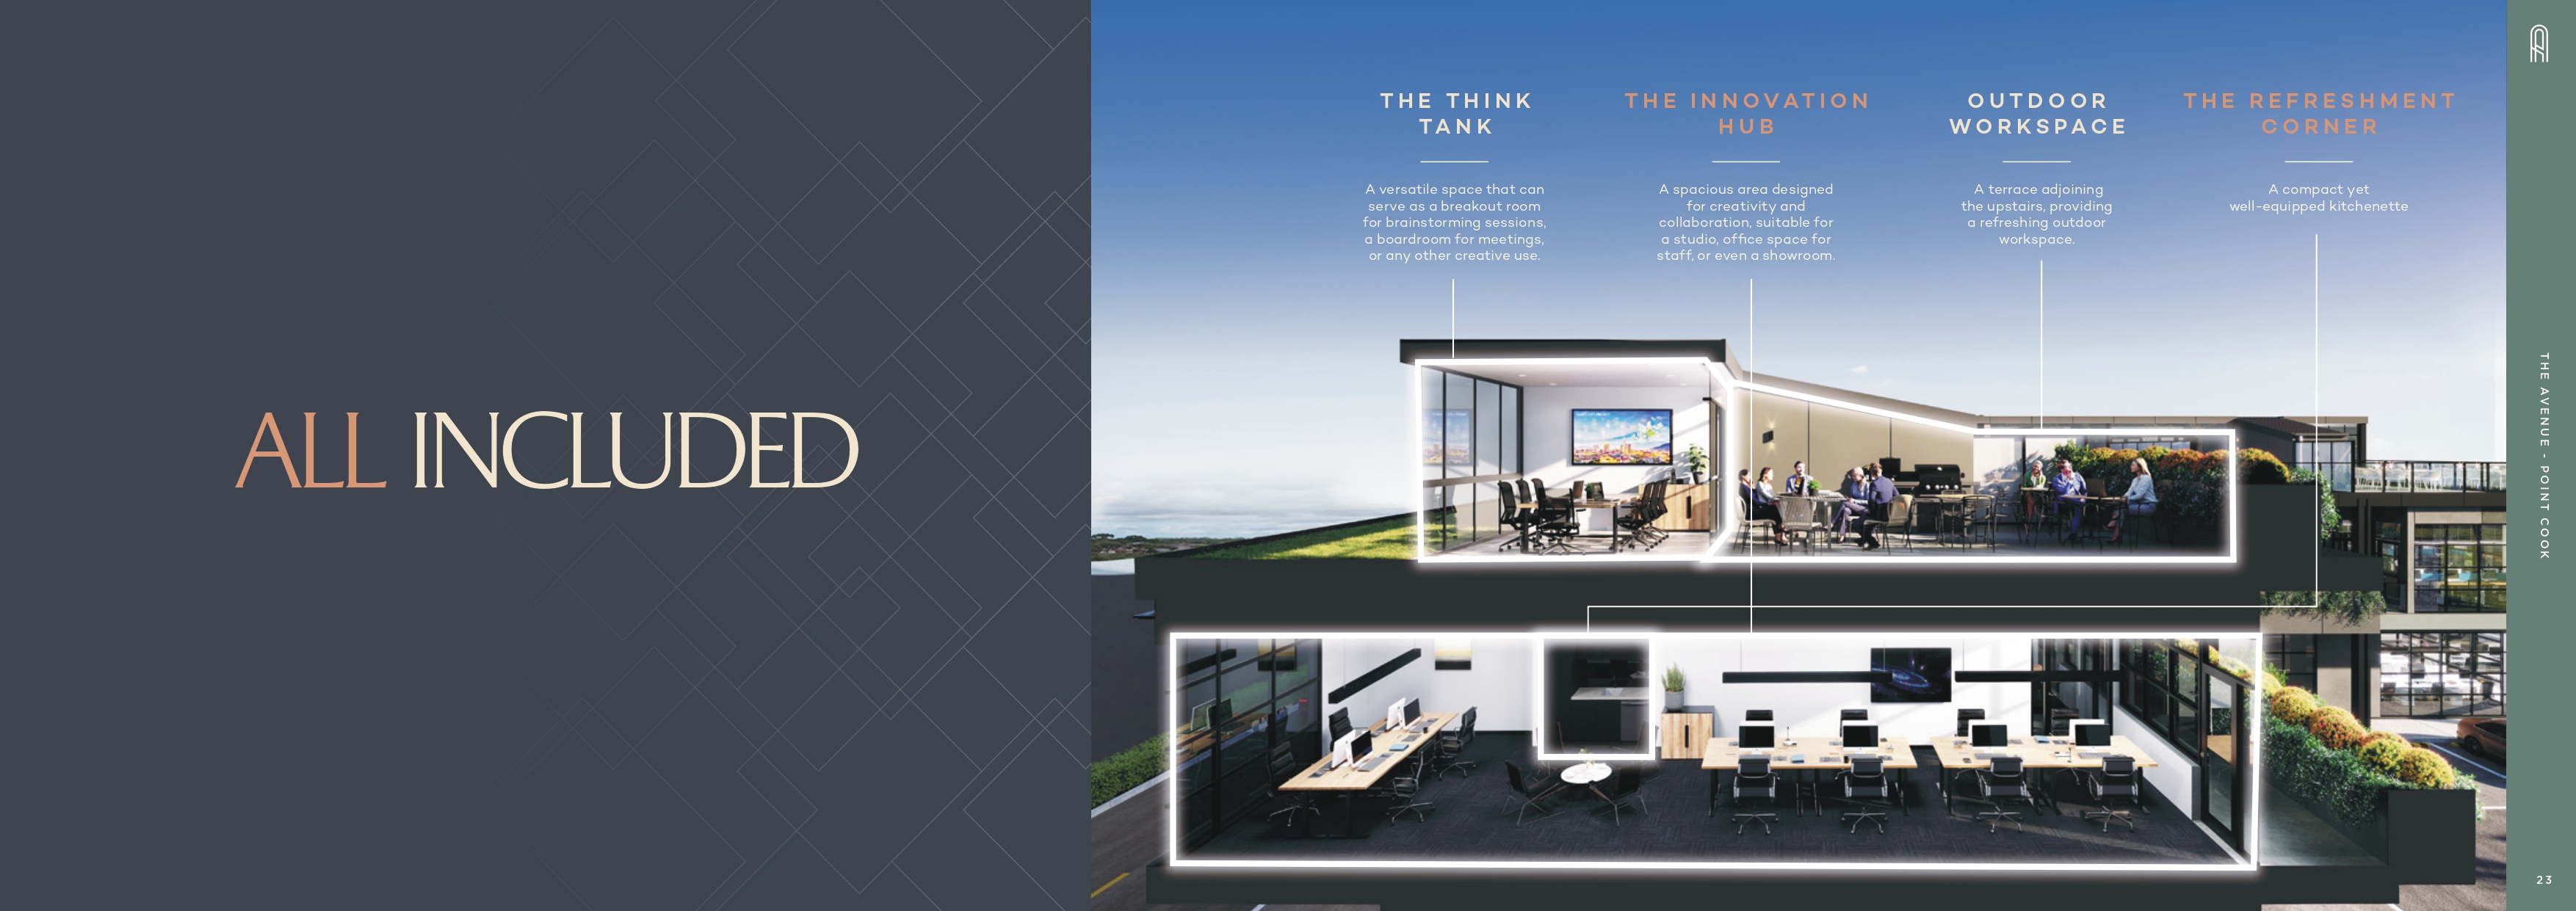 ALL INCLUDED
THE THINK
TANK
A versatile space that can
serve as a breakout room
for brainstorming sessions,
a boardroom for meetings,
or any other creative use.
THE INNOVATION
HUB
A spacious area designed
for creativity and
collaboration, suitable for
a studio, office space for
staff, or even a showroom.
OUTDOOR
WORKSPACE
A terrace adjoining
the upstairs, providing
a refreshing outdoor
workspace.
THE REFRESHMENT
CORNER
A compact yet
well-equipped kitchenette
THE AVENUE - POINT COOK
23